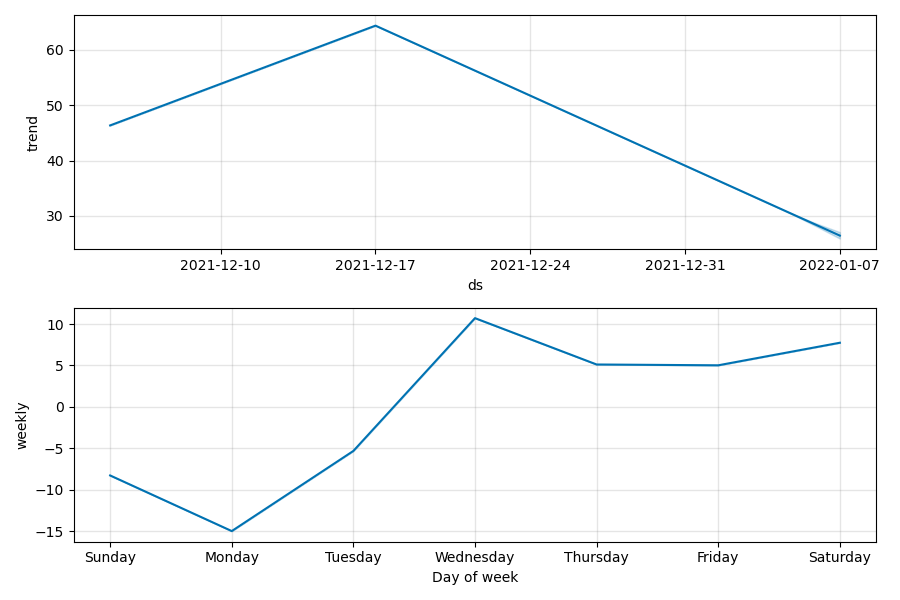 60
50
40
30
trend
2021-12-10 2021-12-17 2021-12-24 2021-12-31 2022-01-07
ds
10
5
0
−5
−10
−15
weekly
Sunday Monday Tuesday Wednesday Thursday Friday Saturday
Day of week